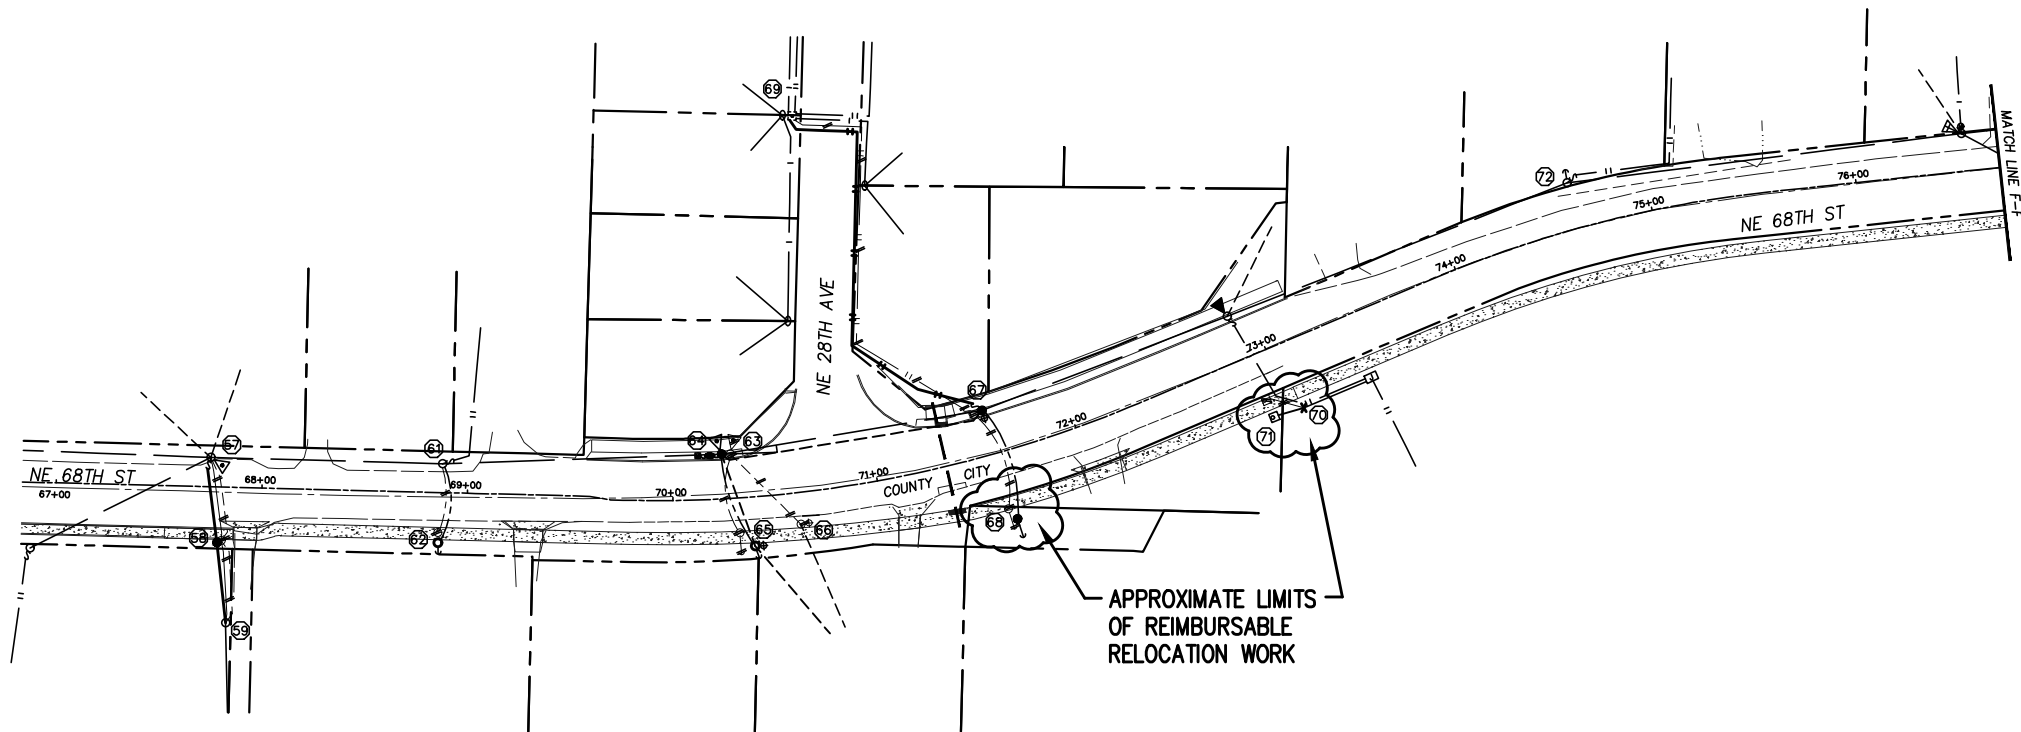 69
MATCH LINE F-F
72
76+00
75+00
NE 68TH ST
74+00
NE 28TH AVE
73+00
67
72+00
70
71
57
61
64
63
71+00
CITY
COUNTY
NE 68TH ST
67+00
68+00
69+00
70+00
58
62
65
66
68
59
APPROXIMATE LIMITS
OF REIMBURSABLE
RELOCATION WORK